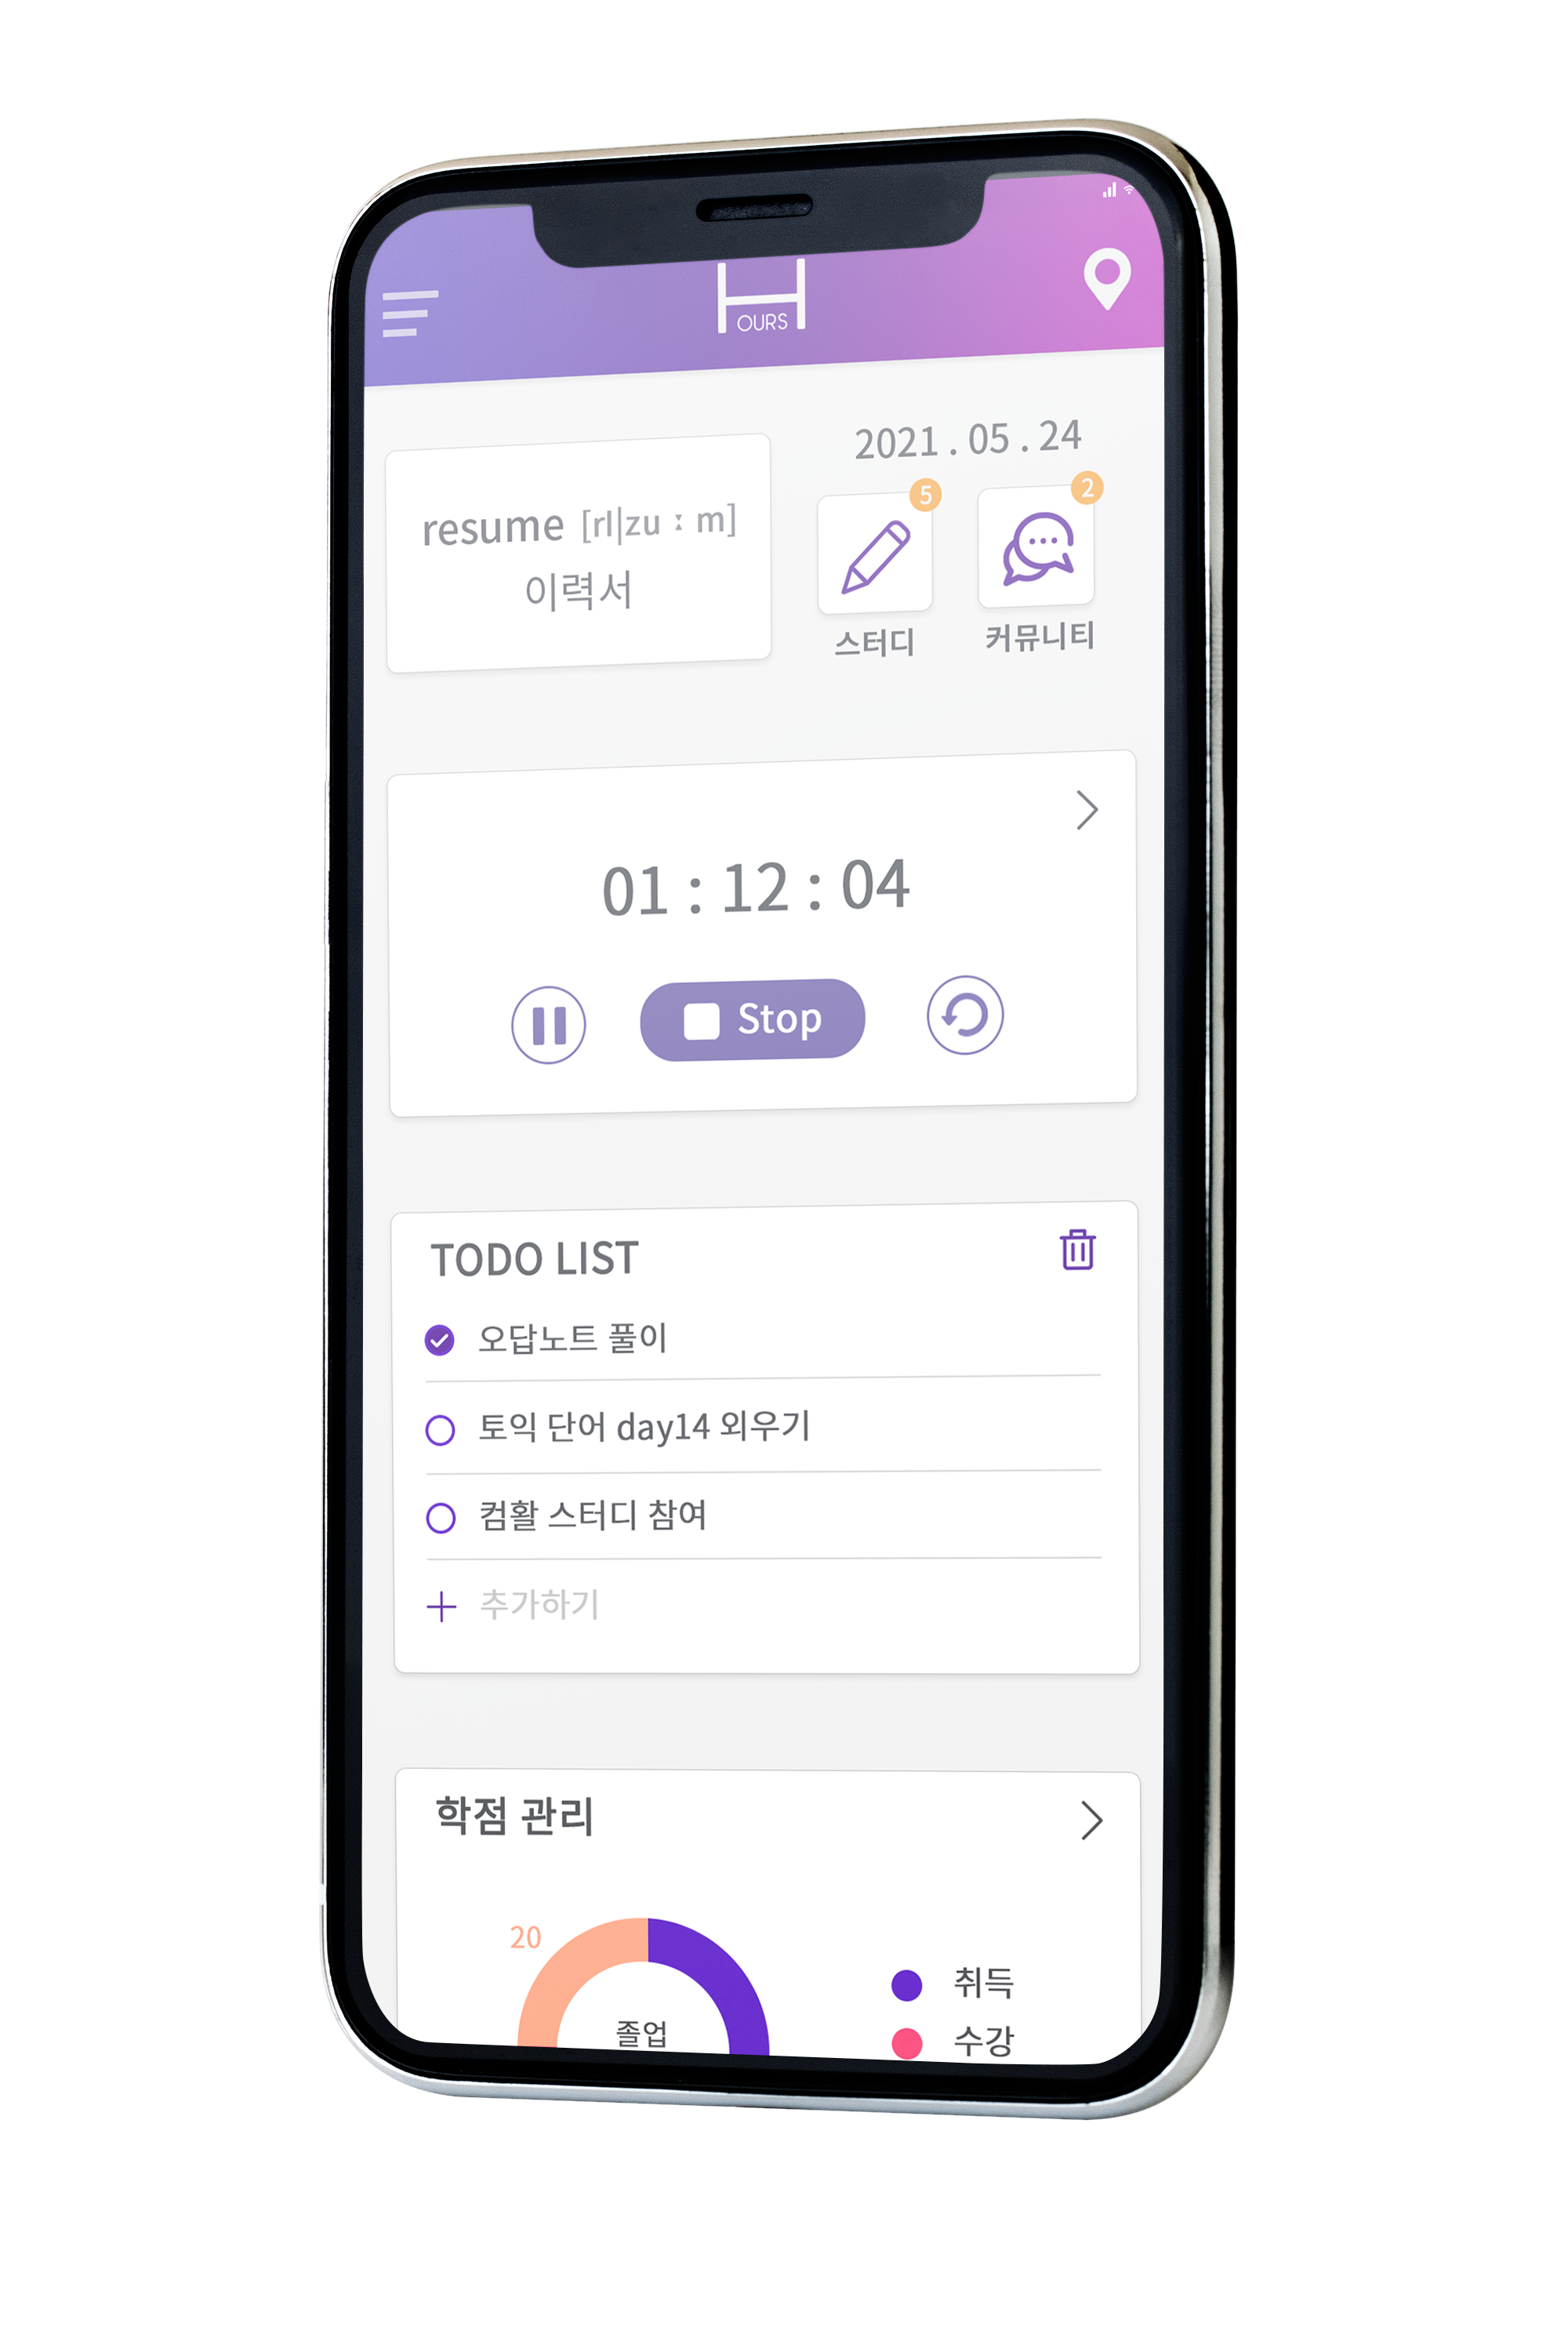 H
OURS
2021 . 05 . 24
resume [rI|zu ː m]
이력서
5
2
스터디
커뮤니티
01 : 12 : 04
Stop
TODO LIST
오답노트 풀이
토익 단어 day14 외우기
컴활 스터디 참여
추가하기
학점 관리
20
졸업
취득
수강